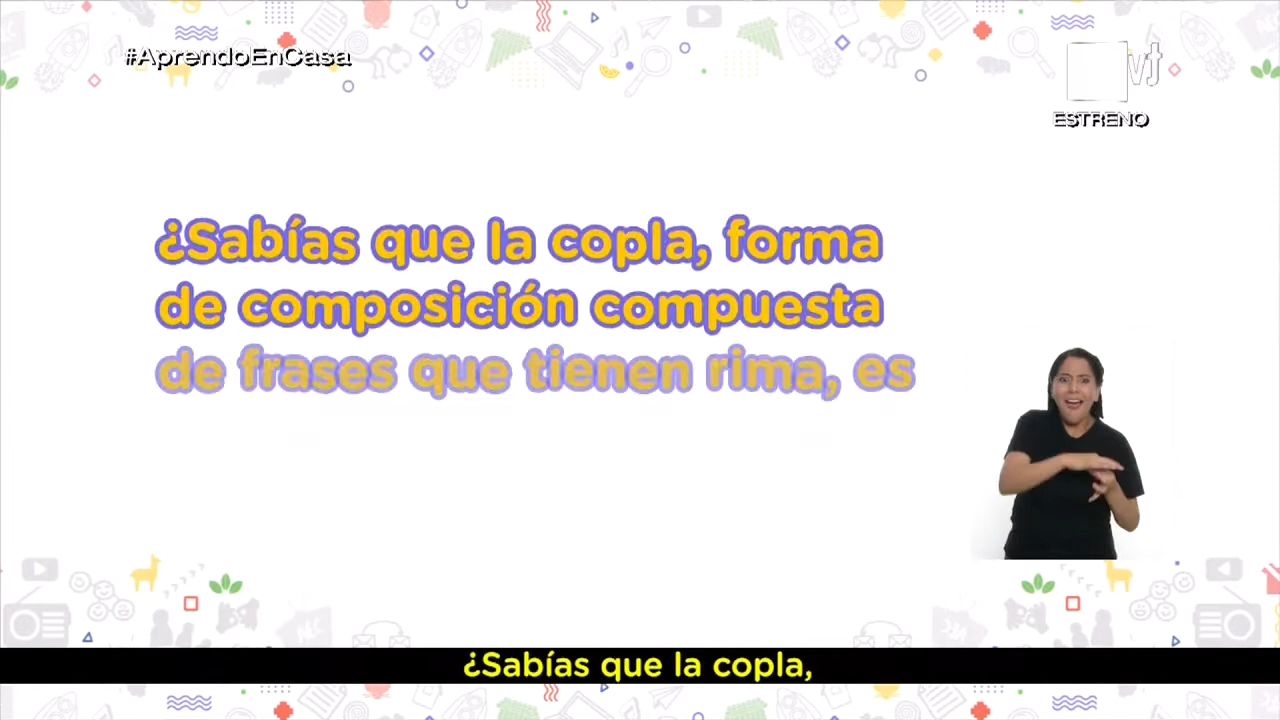 #AprendoEnCasa
ESTRENO
¿Sabías que la copla, forma
de composición compuesta
de frases que tienen rima, es
¿Sabías que la copla,